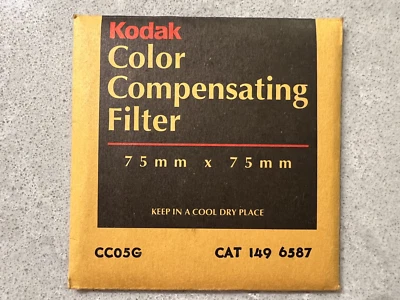 Kodak
Color
Compensating
Filter
75mm x 75mm
KEEP IN A COOL DRY PLACE
CC05G CAT 149 6587